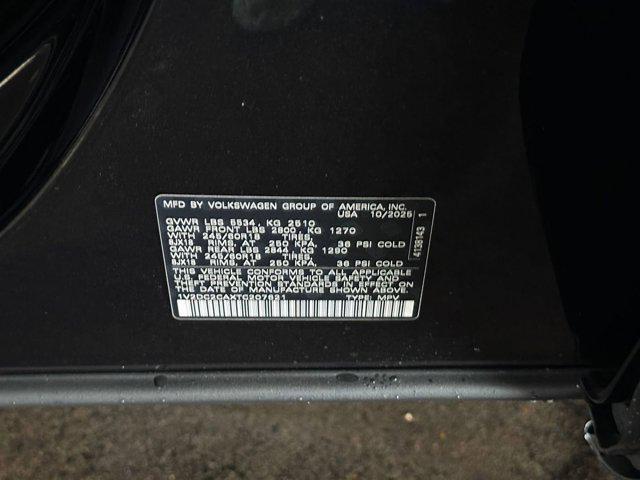 MFD BY VOLKSWAGEN GROUP OF AMERICA, INC.
USA 10/2025
GVWR LBS 5534, KG 2510
GAWR FRONT LBS 2800, KG 1270
WITH 245/60R18 TIRES,
8JX18 RIMS, AT 250 KPA, 36 PSI COLD
GAWR REAR LBS 2844, KG 1290
WITH 245/60R18 TIRES,
8JX18 RIMS, AT 250 KPA, 36 PSI COLD
THIS VEHICLE CONFORMS TO ALL APPLICABLE
U.S. FEDERAL MOTOR VEHICLE SAFETY AND
THEFT PREVENTION STANDARDS IN EFFECT ON
THE DATE OF MANUFACTURE SHOWN ABOVE.
1V2DC2CAXTC207621 TYPE: MPV
4138143 1